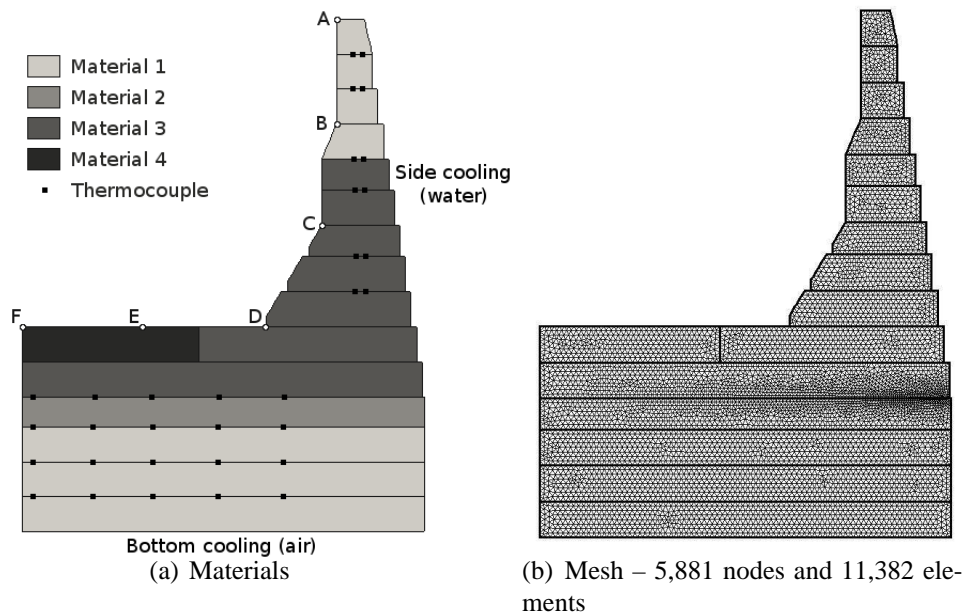 A
Material 1
Material 2
Material 3
Material 4
Thermocouple
B
Side cooling
(water)
C
F
E
D
Bottom cooling (air)
(a) Materials
(b) Mesh – 5,881 nodes and 11,382 ele-
ments